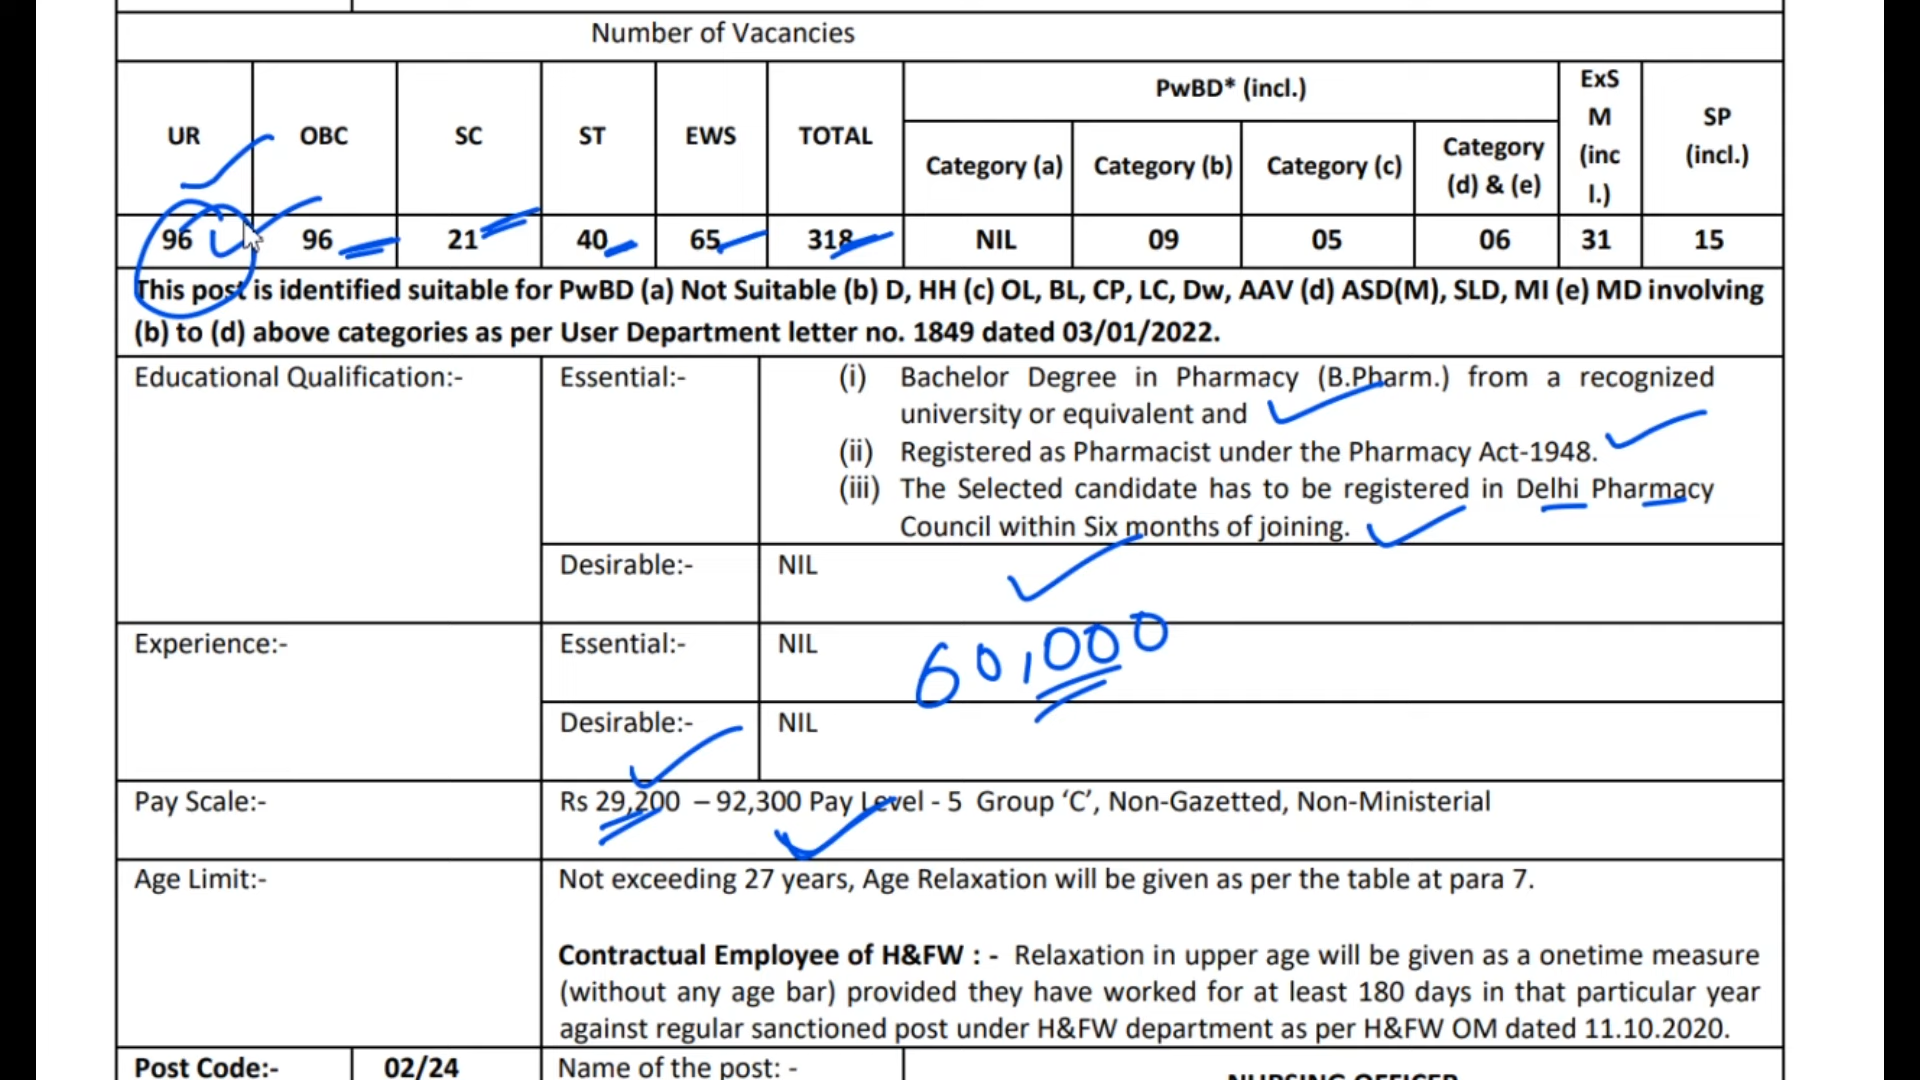 Number of Vacancies
UR OBC SC ST EWS TOTAL PwBD* (incl.) ExS M (inc l.) SP (incl.)
Category (a) Category (b) Category (c) Category (d) & (e)
96 96 21 40 65 318 NIL 09 05 06 31 15
This post is identified suitable for PwBD (a) Not Suitable (b) D, HH (c) OL, BL, CP, LC, Dw, AAV (d) ASD(M), SLD, MI (e) MD involving
(b) to (d) above categories as per User Department letter no. 1849 dated 03/01/2022.
Educational Qualification:- Essential:- (i) Bachelor Degree in Pharmacy (B.Pharm.) from a recognized
university or equivalent and
(ii) Registered as Pharmacist under the Pharmacy Act-1948.
(iii) The Selected candidate has to be registered in Delhi Pharmacy
Council within Six months of joining.
Desirable:- NIL
Experience:- Essential:- NIL
60,000
Desirable:- NIL
Pay Scale:- Rs 29,200 – 92,300 Pay Level - 5 Group ‘C’, Non-Gazetted, Non-Ministerial
Age Limit:- Not exceeding 27 years, Age Relaxation will be given as per the table at para 7.
Contractual Employee of H&FW : - Relaxation in upper age will be given as a onetime measure
(without any age bar) provided they have worked for at least 180 days in that particular year
against regular sanctioned post under H&FW department as per H&FW OM dated 11.10.2020.
Post Code:- 02/24 Name of the post: - NURSING OFFICER